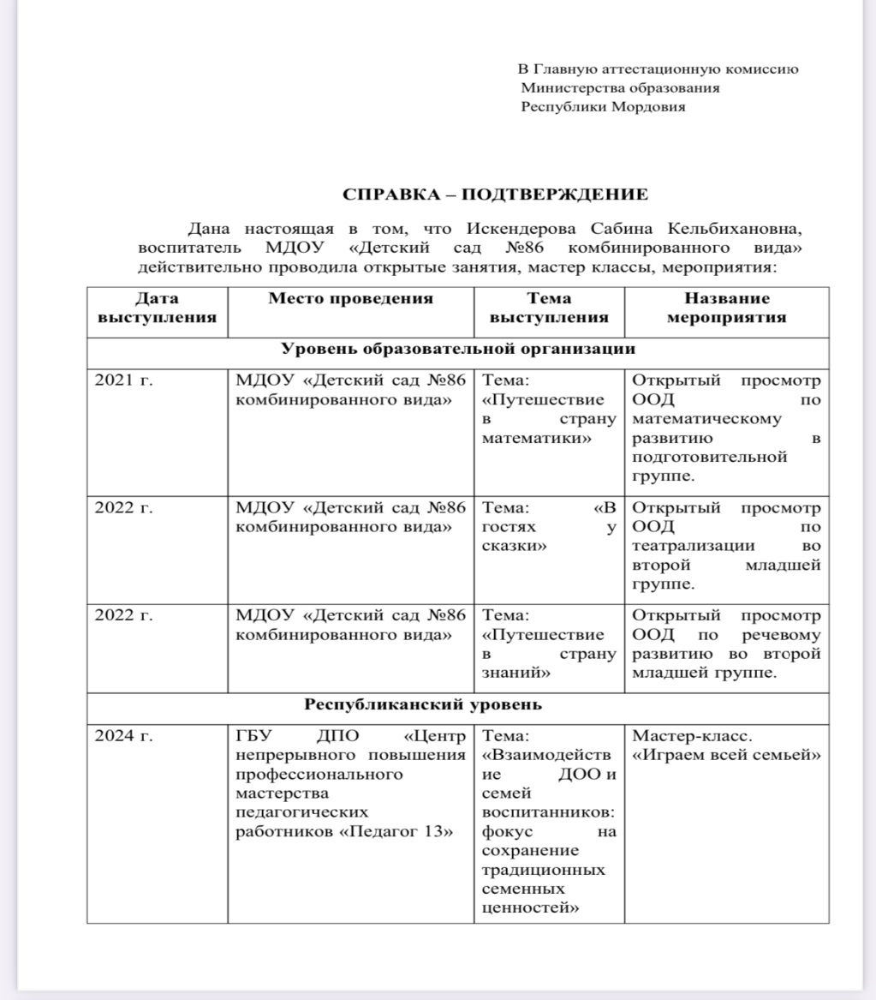 В Главную аттестационную комиссию
Министерства образования
Республики Мордовия
СПРАВКА – ПОДТВЕРЖДЕНИЕ
Дана настоящая в том, что Искендерова Сабина Кельбихановна,
воспитатель МДОУ «Детский сад №86 комбинированного вида»
действительно проводила открытые занятия, мастер классы, мероприятия:
Дата
выступления
Место проведения
Тема
выступления
Название
мероприятия
Уровень образовательной организации
2021 г.
МДОУ «Детский сад №86
комбинированного вида»
Тема:
«Путешествие
в страну
математики»
Открытый просмотр
ООД по
математическому
развитию в
подготовительной
группе.
2022 г.
МДОУ «Детский сад №86
комбинированного вида»
Тема: «В
гостях у
сказки»
Открытый просмотр
ООД по
театрализации во
второй младшей
группе.
2022 г.
МДОУ «Детский сад №86
комбинированного вида»
Тема:
«Путешествие
в страну
знаний»
Открытый просмотр
ООД по речевому
развитию во второй
младшей группе.
Республиканский уровень
2024 г.
ГБУ ДПО «Центр
непрерывного повышения
профессионального
мастерства
педагогических
работников «Педагог 13»
Тема:
«Взаимодейств
ие ДОО и
семей
воспитанников:
фокус на
сохранение
традиционных
семенных
ценностей»
Мастер-класс.
«Играем всей семьей»